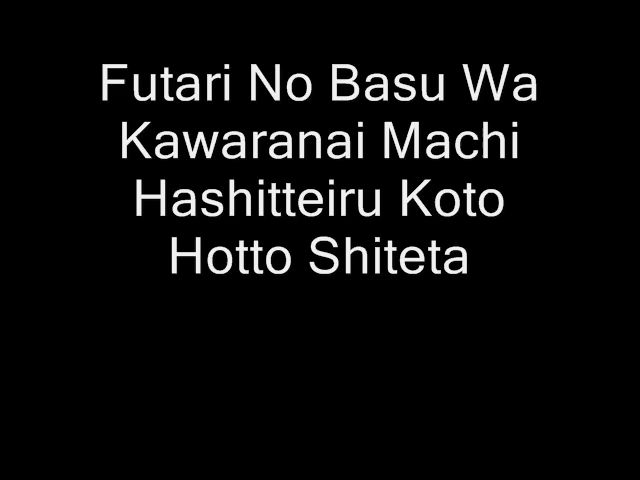 Futari No Basu Wa
Kawaranai Machi
Hashitteiru Koto
Hotto Shiteta